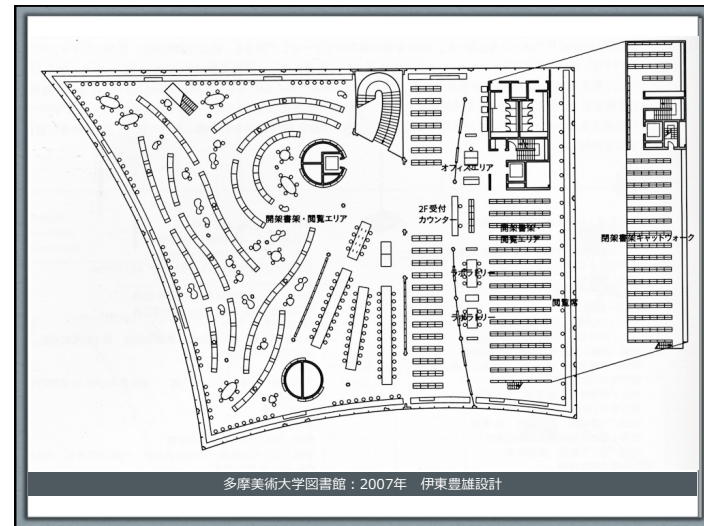 オフィスエリア
2F受付
カウンター
開架書架・閲覧エリア
開架書架
閲覧エリア
閉架書架キャットウォーク
ラボラトリー
閲覧席
ラボラトリー
多摩美術大学図書館：2007年　伊東豊雄設計